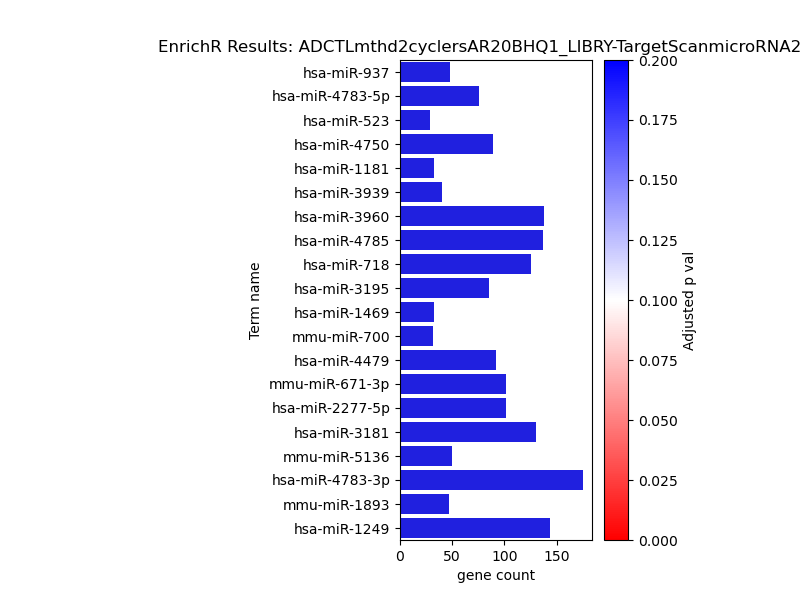 EnrichR Results: ADCTLmthd2cyclersAR20BHQ1_LIBRY-TargetScanmicroRNA2
hsa-miR-937
hsa-miR-4783-5p
hsa-miR-523
hsa-miR-4750
hsa-miR-1181
hsa-miR-3939
hsa-miR-3960
hsa-miR-4785
hsa-miR-718
hsa-miR-3195
hsa-miR-1469
mmu-miR-700
hsa-miR-4479
mmu-miR-671-3p
hsa-miR-2277-5p
hsa-miR-3181
mmu-miR-5136
hsa-miR-4783-3p
mmu-miR-1893
hsa-miR-1249
Term name
0 50 100 150
gene count
0.200
0.175
0.150
0.125
0.100
0.075
0.050
0.025
0.000
Adjusted p val